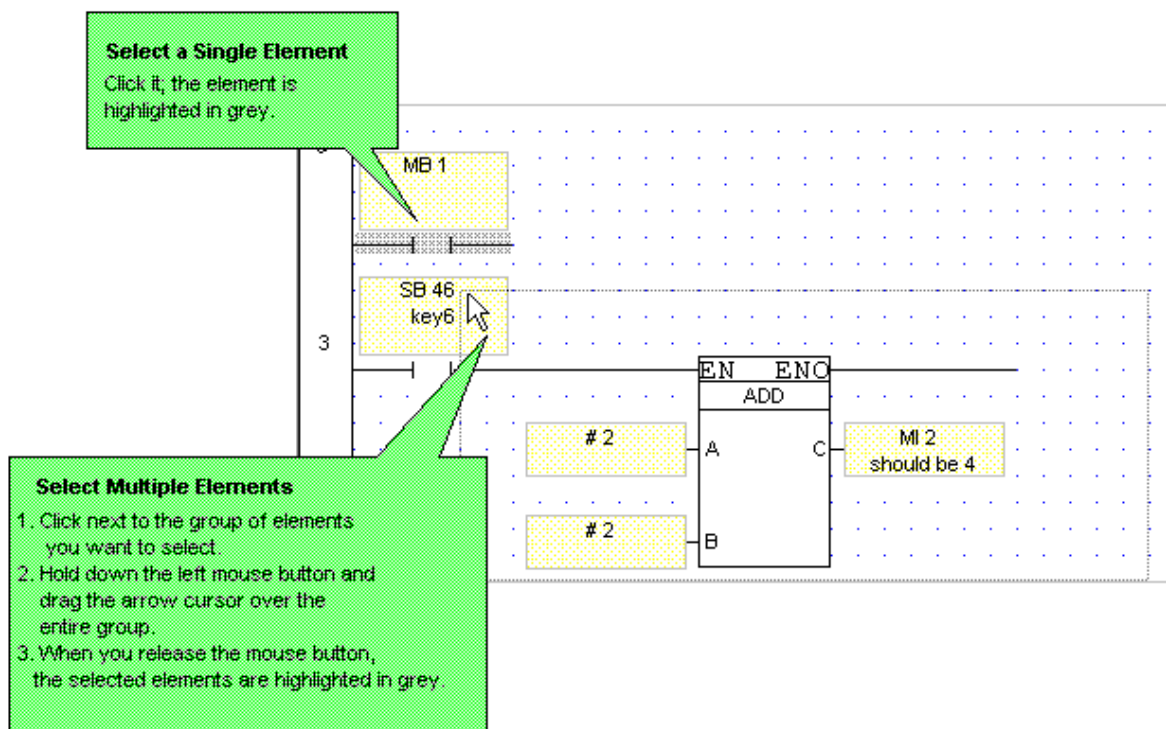 Select a Single Element
Click it; the element is
highlighted in grey.
MB 1
SB 46
key6
3
EN ENO
ADD
# 2
A
C
MI 2
should be 4
# 2
B
Select Multiple Elements
1. Click next to the group of elements
you want to select.
2. Hold down the left mouse button and
drag the arrow cursor over the
entire group.
3. When you release the mouse button,
the selected elements are highlighted in grey.